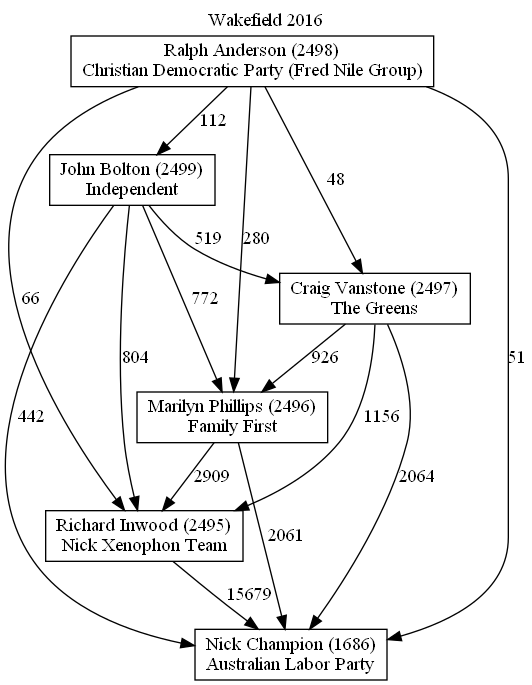 Wakefield 2016
Ralph Anderson (2498)
Christian Democratic Party (Fred Nile Group)
112
John Bolton (2499)
Independent
48
519
280
Craig Vanstone (2497)
The Greens
66
772
804
926
51
442
Marilyn Phillips (2496)
Family First
1156
2909
2064
Richard Inwood (2495)
Nick Xenophon Team
2061
15679
Nick Champion (1686)
Australian Labor Party